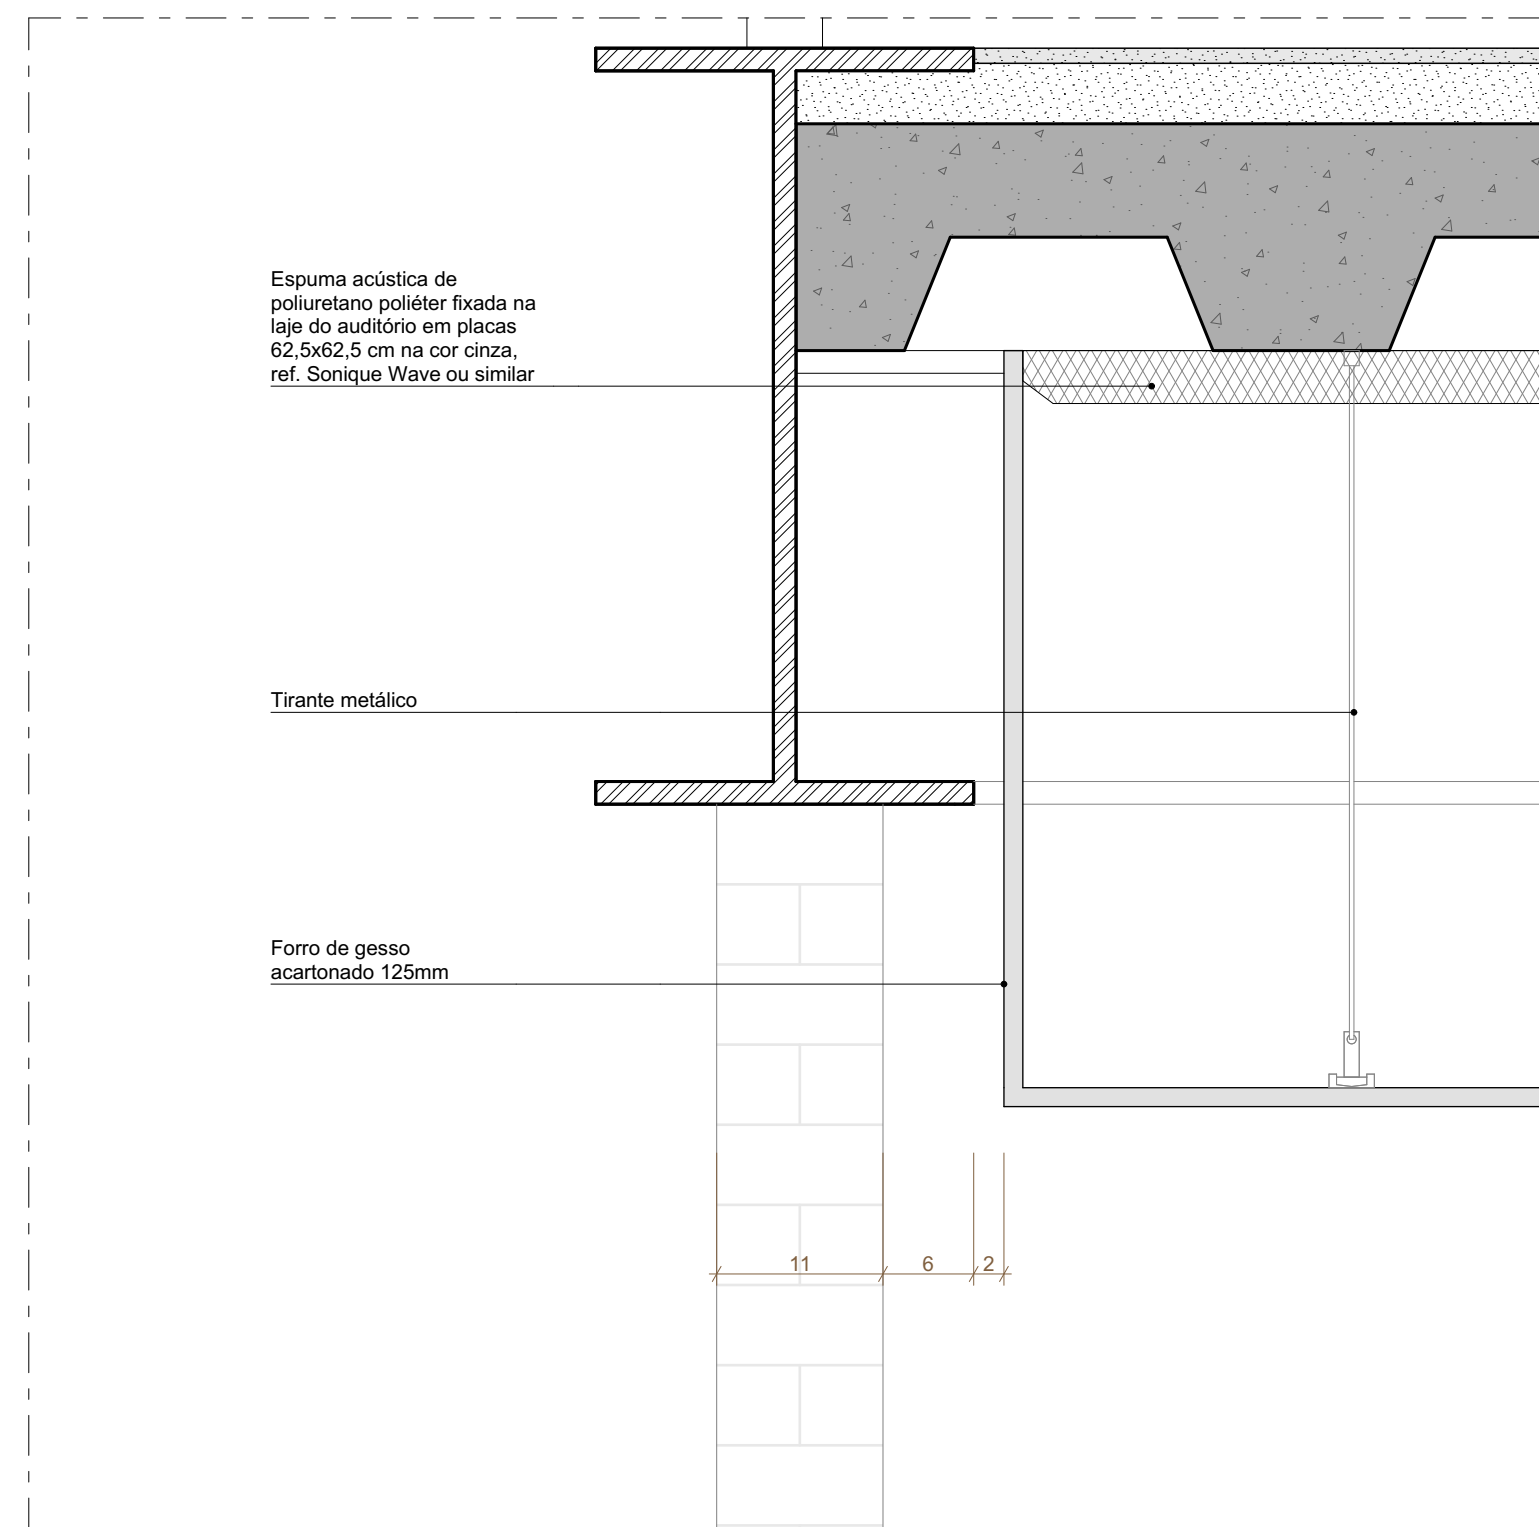 Espuma acústica de
poliuretano poliéter fixada na
laje do auditório em placas
62,5x62,5 cm na cor cinza,
ref. Sonique Wave ou similar
Tirante metálico
Forro de gesso
acartonado 125mm
11 6 2